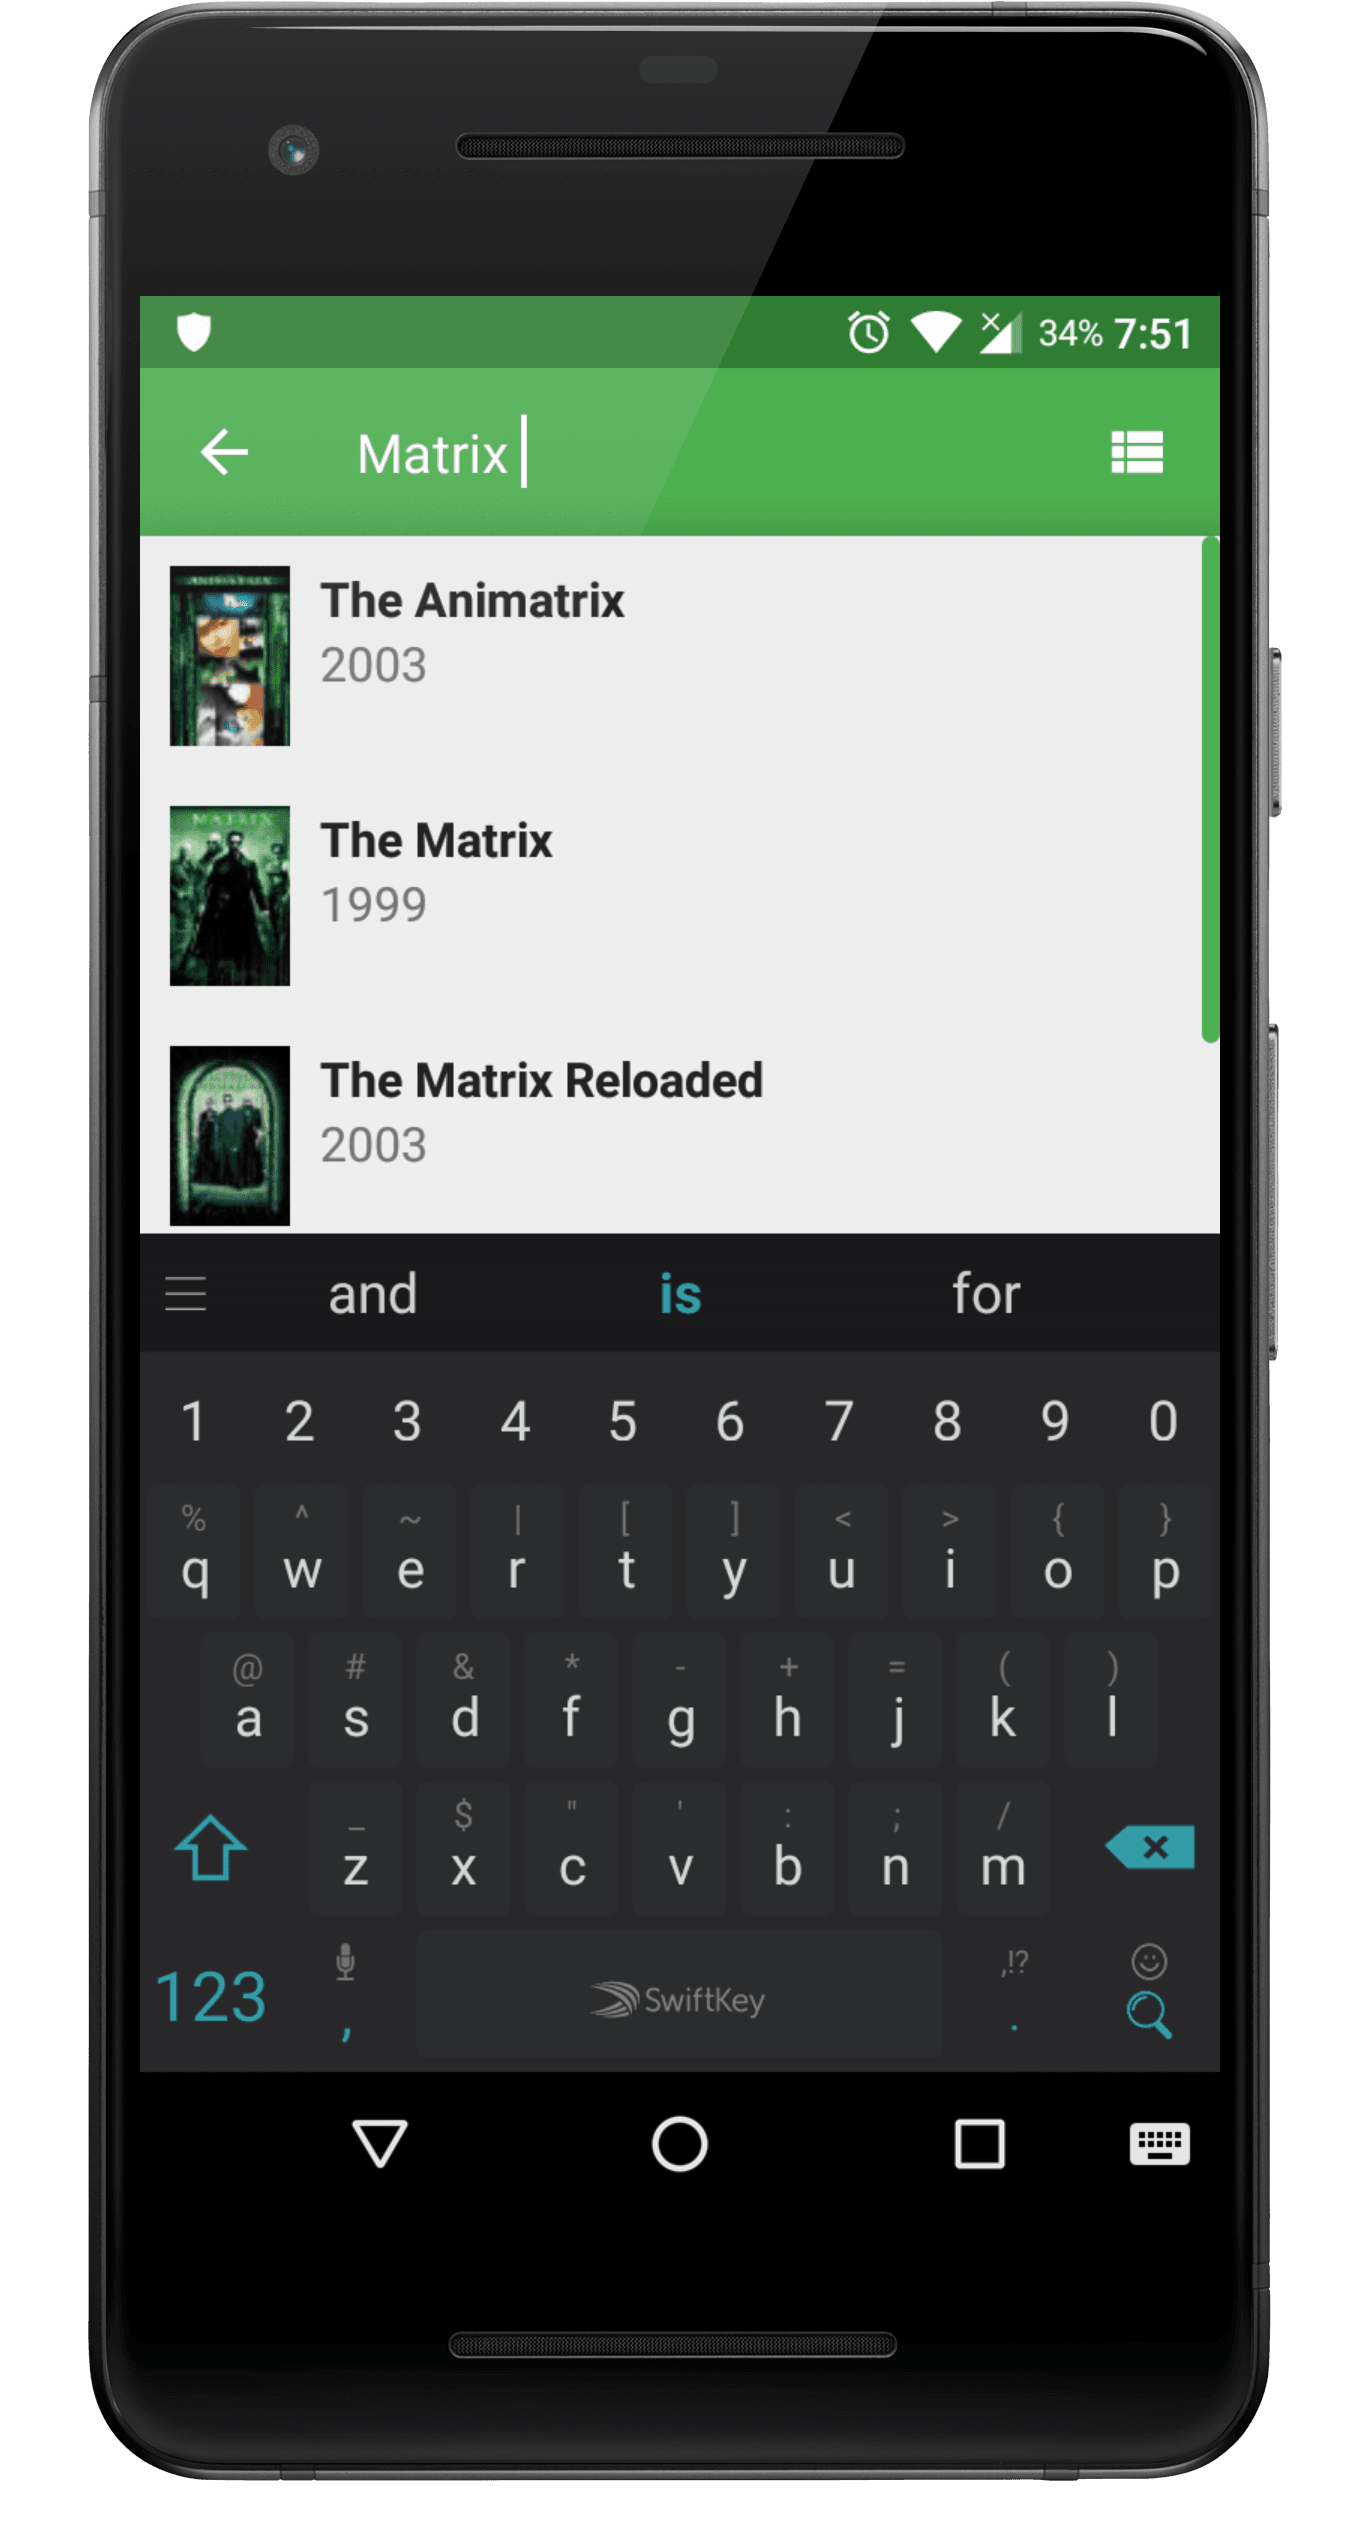 34% 7:51
Matrix
The Animatrix
2003
MATRIX
The Matrix
1999
The Matrix Reloaded
2003
and is for
1 2 3 4 5 6 7 8 9 0
% ^ ~ | [ ] < > { }
q w e r t y u i o p
@ # & * - + = ( )
a s d f g h j k l
_ $ " ' : ; /
z x c v b n m
,!?
123 , SwiftKey .